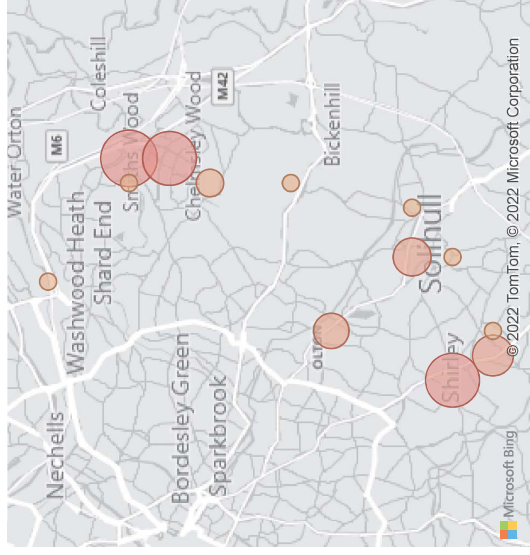 Water Orton
Nechells
M6
Washwood Heath
Coleshill
Shard End
Smiths Wood
Bordesley Green
Chelmsley Wood
Sparkbrook
M42
OLTON
Bickenhill
Solihull
Shirley
Microsoft Bing
© 2022 TomTom, © 2022 Microsoft Corporation